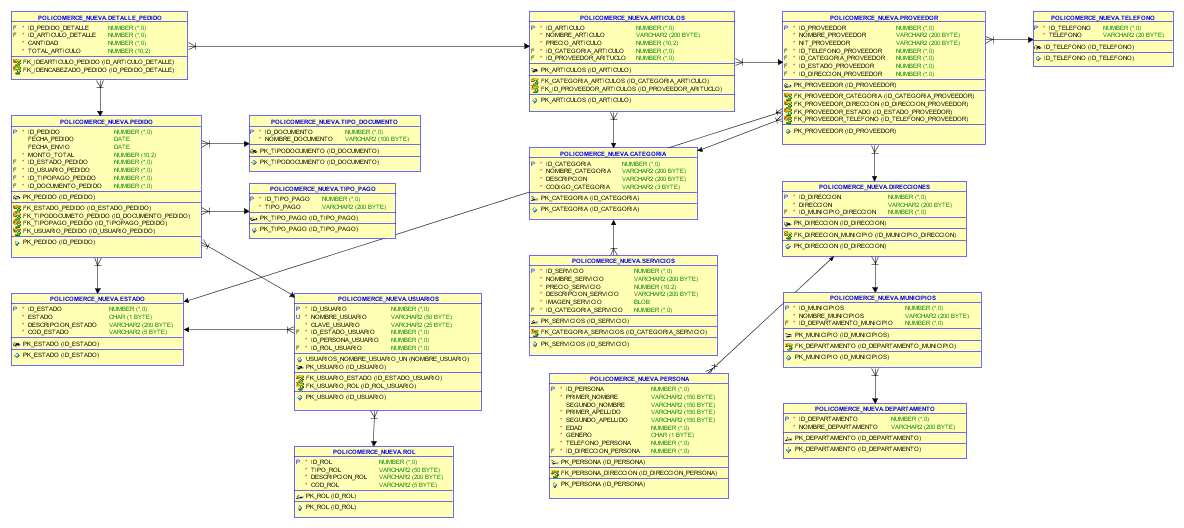 POLICOMERCE_NUEVA.DETALLE_PEDIDO
F * ID_PEDIDO_DETALLE NUMBER (*,0)
F * ID_ARTICULO_DETALLE NUMBER (*,0)
* CANTIDAD NUMBER (*,0)
* TOTAL_ARTICULO NUMBER (10,2)
FK_IDEARTICULO_PEDIDO (ID_ARTICULO_DETALLE)
FK_IDENCABEZADO_PEDIDO (ID_PEDIDO_DETALLE)
POLICOMERCE_NUEVA.ARTICULOS
P * ID_ARTICULO NUMBER (*,0)
* NOMBRE_ARTICULO VARCHAR2 (200 BYTE)
* PRECIO_ARTICULO NUMBER (10,2)
F * ID_CATEGORIA_ARTICULO NUMBER (*,0)
F * ID_PROVEEDOR_ARITUCLO NUMBER (*,0)
PK_ARTICULOS (ID_ARTICULO)
FK_CATEGORIA_ARTICULOS (ID_CATEGORIA_ARTICULO)
FK_ID_PROVEEDOR_ARTICULOS (ID_PROVEEDOR_ARITUCLO)
PK_ARTICULOS (ID_ARTICULO)
POLICOMERCE_NUEVA.PROVEEDOR
P * ID_PROVEEDOR NUMBER (*,0)
* NOMBRE_PROVEEDOR VARCHAR2 (200 BYTE)
* NIT_PROVEEDOR VARCHAR2 (200 BYTE)
F * ID_TELEFONO_PROVEEDOR NUMBER (*,0)
F * ID_CATEGORIA_PROVEEDOR NUMBER (*,0)
F * ID_ESTADO_PROVEEDOR NUMBER (*,0)
F * ID_DIRECCION_PROVEEDOR NUMBER (*,0)
PK_PROVEEDOR (ID_PROVEEDOR)
FK_PROVEEDOR_CATEGORIA (ID_CATEGORIA_PROVEEDOR)
FK_PROVEEDOR_DIRECCION (ID_DIRECCION_PROVEEDOR)
FK_PROVEEDOR_ESTADO (ID_ESTADO_PROVEEDOR)
FK_PROVEEDOR_TELEFONO (ID_TELEFONO_PROVEEDOR)
PK_PROVEEDOR (ID_PROVEEDOR)
POLICOMERCE_NUEVA.TELEFONO
P * ID_TELEFONO NUMBER (*,0)
* TELEFONO VARCHAR2 (20 BYTE)
ID_TELEFONO (ID_TELEFONO)
ID_TELEFONO (ID_TELEFONO)
POLICOMERCE_NUEVA.PEDIDO
P * ID_PEDIDO NUMBER (*,0)
FECHA_PEDIDO DATE
FECHA_ENVIO DATE
* MONTO_TOTAL NUMBER (10,2)
F * ID_ESTADO_PEDIDO NUMBER (*,0)
F * ID_USUARIO_PEDIDO NUMBER (*,0)
F * ID_TIPOPAGO_PEDIDO NUMBER (*,0)
F * ID_DOCUMENTO_PEDIDO NUMBER (*,0)
PK_PEDIDO (ID_PEDIDO)
FK_ESTADO_PEDIDO (ID_ESTADO_PEDIDO)
FK_TIPODOCUMETO_PEDIDO (ID_DOCUMENTO_PEDIDO)
FK_TIPOPAGO_PEDIDO (ID_TIPOPAGO_PEDIDO)
FK_USUARIO_PEDIDO (ID_USUARIO_PEDIDO)
PK_PEDIDO (ID_PEDIDO)
POLICOMERCE_NUEVA.TIPO_DOCUMENTO
P * ID_DOCUMENTO NUMBER (*,0)
* NOMBRE_DOCUMENTO VARCHAR2 (100 BYTE)
PK_TIPODOCUMENTO (ID_DOCUMENTO)
PK_TIPODOCUMENTO (ID_DOCUMENTO)
POLICOMERCE_NUEVA.TIPO_PAGO
P * ID_TIPO_PAGO NUMBER (*,0)
* TIPO_PAGO VARCHAR2 (200 BYTE)
PK_TIPO_PAGO (ID_TIPO_PAGO)
PK_TIPO_PAGO (ID_TIPO_PAGO)
POLICOMERCE_NUEVA.CATEGORIA
P * ID_CATEGORIA NUMBER (*,0)
* NOMBRE_CATEGORIA VARCHAR2 (200 BYTE)
* DESCRIPCION VARCHAR2 (200 BYTE)
* CODIGO_CATEGORIA VARCHAR2 (3 BYTE)
PK_CATEGORIA (ID_CATEGORIA)
PK_CATEGORIA (ID_CATEGORIA)
POLICOMERCE_NUEVA.DIRECCIONES
P * ID_DIRECCION NUMBER (*,0)
* DIRECCION VARCHAR2 (200 BYTE)
F * ID_MUNICIPIO_DIRECCION NUMBER (*,0)
PK_DIRECCION (ID_DIRECCION)
FK_DIREECION_MUNICIPIO (ID_MUNICIPIO_DIRECCION)
PK_DIRECCION (ID_DIRECCION)
POLICOMERCE_NUEVA.SERVICIOS
P * ID_SERVICIO NUMBER (*,0)
* NOMBRE_SERVICIO VARCHAR2 (200 BYTE)
* PRECIO_SERVICIO NUMBER (10,2)
* DESCRIPCION_SERVICIO VARCHAR2 (200 BYTE)
* IMAGEN_SERVICIO BLOB
F * ID_CATEGORIA_SERVICIO NUMBER (*,0)
PK_SERVICIOS (ID_SERVICIO)
FK_CATEGORIA_SERVICIOS (ID_CATEGORIA_SERVICIO)
PK_SERVICIOS (ID_SERVICIO)
POLICOMERCE_NUEVA.ESTADO
P * ID_ESTADO NUMBER (*,0)
* ESTADO CHAR (1 BYTE)
* DESCRIPCION_ESTADO VARCHAR2 (200 BYTE)
* COD_ESTADO VARCHAR2 (5 BYTE)
PK_ESTADO (ID_ESTADO)
PK_ESTADO (ID_ESTADO)
POLICOMERCE_NUEVA.USUARIOS
P * ID_USUARIO NUMBER (*,0)
U * NOMBRE_USUARIO VARCHAR2 (50 BYTE)
* CLAVE_USUARIO VARCHAR2 (25 BYTE)
F * ID_ESTADO_USUARIO NUMBER (*,0)
* ID_PERSONA_USUARIO NUMBER (*,0)
F * ID_ROL_USUARIO NUMBER (*,0)
USUARIOS_NOMBRE_USUARIO_UN (NOMBRE_USUARIO)
PK_USUARIO (ID_USUARIO)
FK_USUARIO_ESTADO (ID_ESTADO_USUARIO)
FK_USUARIO_ROL (ID_ROL_USUARIO)
PK_USUARIO (ID_USUARIO)
POLICOMERCE_NUEVA.MUNICIPIOS
P * ID_MUNICIPIOS NUMBER (*,0)
* NOMBRE_MUNICIPIOS VARCHAR2 (200 BYTE)
F * ID_DEPARTAMENTO_MUNICIPIO NUMBER (*,0)
PK_MUNICIPIO (ID_MUNICIPIOS)
FK_DEPARTAMENTO (ID_DEPARTAMENTO_MUNICIPIO)
PK_MUNICIPIO (ID_MUNICIPIOS)
POLICOMERCE_NUEVA.PERSONA
P * ID_PERSONA NUMBER (*,0)
* PRIMER_NOMBRE VARCHAR2 (150 BYTE)
SEGUNDO_NOMBRE VARCHAR2 (150 BYTE)
* PRIMER_APELLIDO VARCHAR2 (150 BYTE)
* SEGUNDO_APELLIDO VARCHAR2 (150 BYTE)
* EDAD NUMBER (*,0)
* GENERO CHAR (1 BYTE)
* TELEFONO_PERSONA NUMBER (*,0)
F * ID_DIRECCION_PERSONA NUMBER (*,0)
PK_PERSONA (ID_PERSONA)
FK_PERSONA_DIRECCION (ID_DIRECCION_PERSONA)
PK_PERSONA (ID_PERSONA)
POLICOMERCE_NUEVA.DEPARTAMENTO
P * ID_DEPARTAMENTO NUMBER (*,0)
* NOMBRE_DEPARTAMENTO VARCHAR2 (200 BYTE)
PK_DEPARTAMENTO (ID_DEPARTAMENTO)
PK_DEPARTAMENTO (ID_DEPARTAMENTO)
POLICOMERCE_NUEVA.ROL
P * ID_ROL NUMBER (*,0)
* TIPO_ROL VARCHAR2 (50 BYTE)
* DESCRIPCION_ROL VARCHAR2 (200 BYTE)
* COD_ROL VARCHAR2 (5 BYTE)
PK_ROL (ID_ROL)
PK_ROL (ID_ROL)